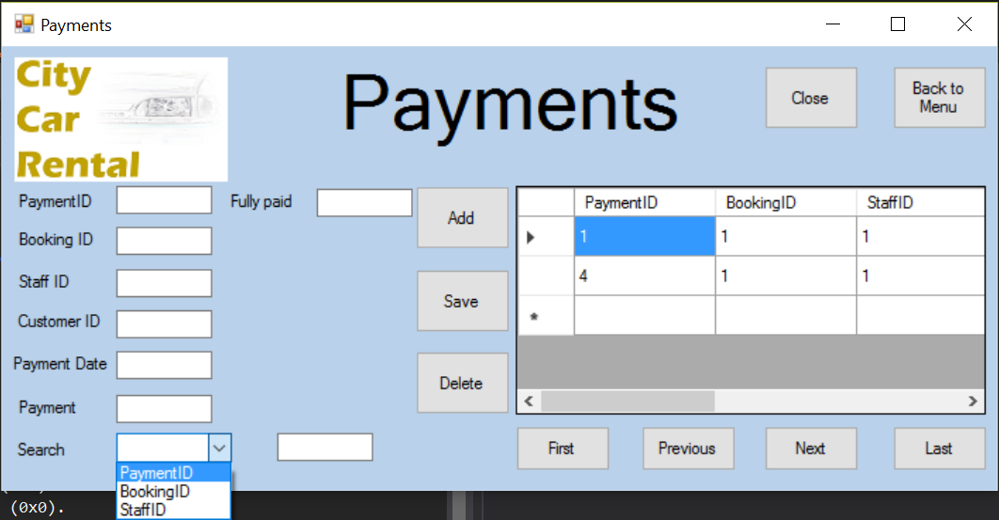 Payments
City
Car
Rental
Payments
Close
Back to
Menu
PaymentID
Fully paid
Booking ID
Staff ID
Customer ID
Payment Date
Payment
Search
PaymentID
BookingID
StaffID
Add
Save
Delete
PaymentID BookingID StaffID
1 1 1
4 1 1
*
First Previous Next Last
(0x0).